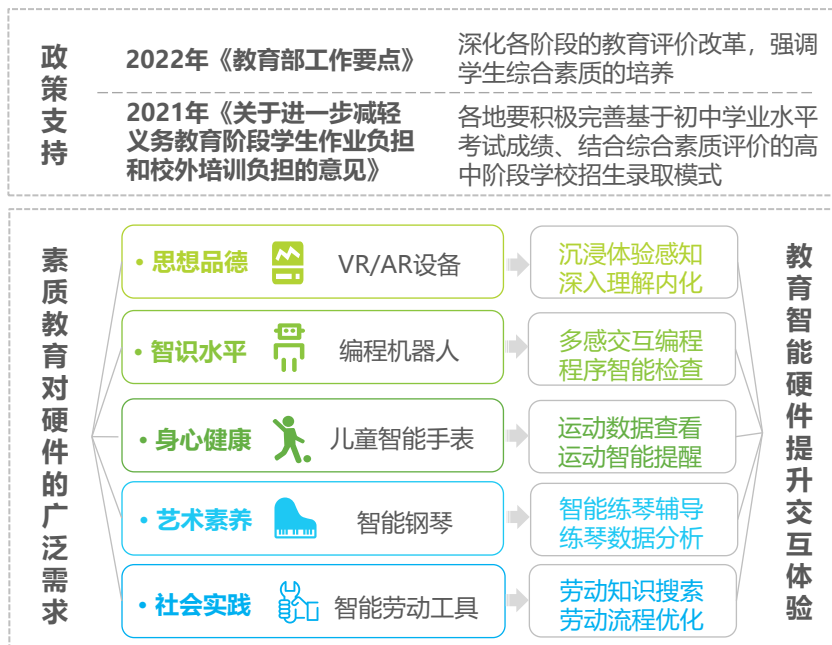 政策支持
2022年《教育部工作要点》
深化各阶段的教育评价改革，强调
学生综合素质的培养
2021年《关于进一步减轻
义务教育阶段学生作业负担
和校外培训负担的意见》
各地要积极完善基于初中学业水平
考试成绩、结合综合素质评价的高
中阶段学校招生录取模式
素质教育对硬件的广泛需求
• 思想品德
VR/AR设备
沉浸体验感知
深入理解内化
• 智识水平
编程机器人
多感交互编程
程序智能检查
• 身心健康
儿童智能手表
运动数据查看
运动智能提醒
• 艺术素养
智能钢琴
智能练琴辅导
练琴数据分析
• 社会实践
智能劳动工具
劳动知识搜索
劳动流程优化
教育智能硬件提升交互体验